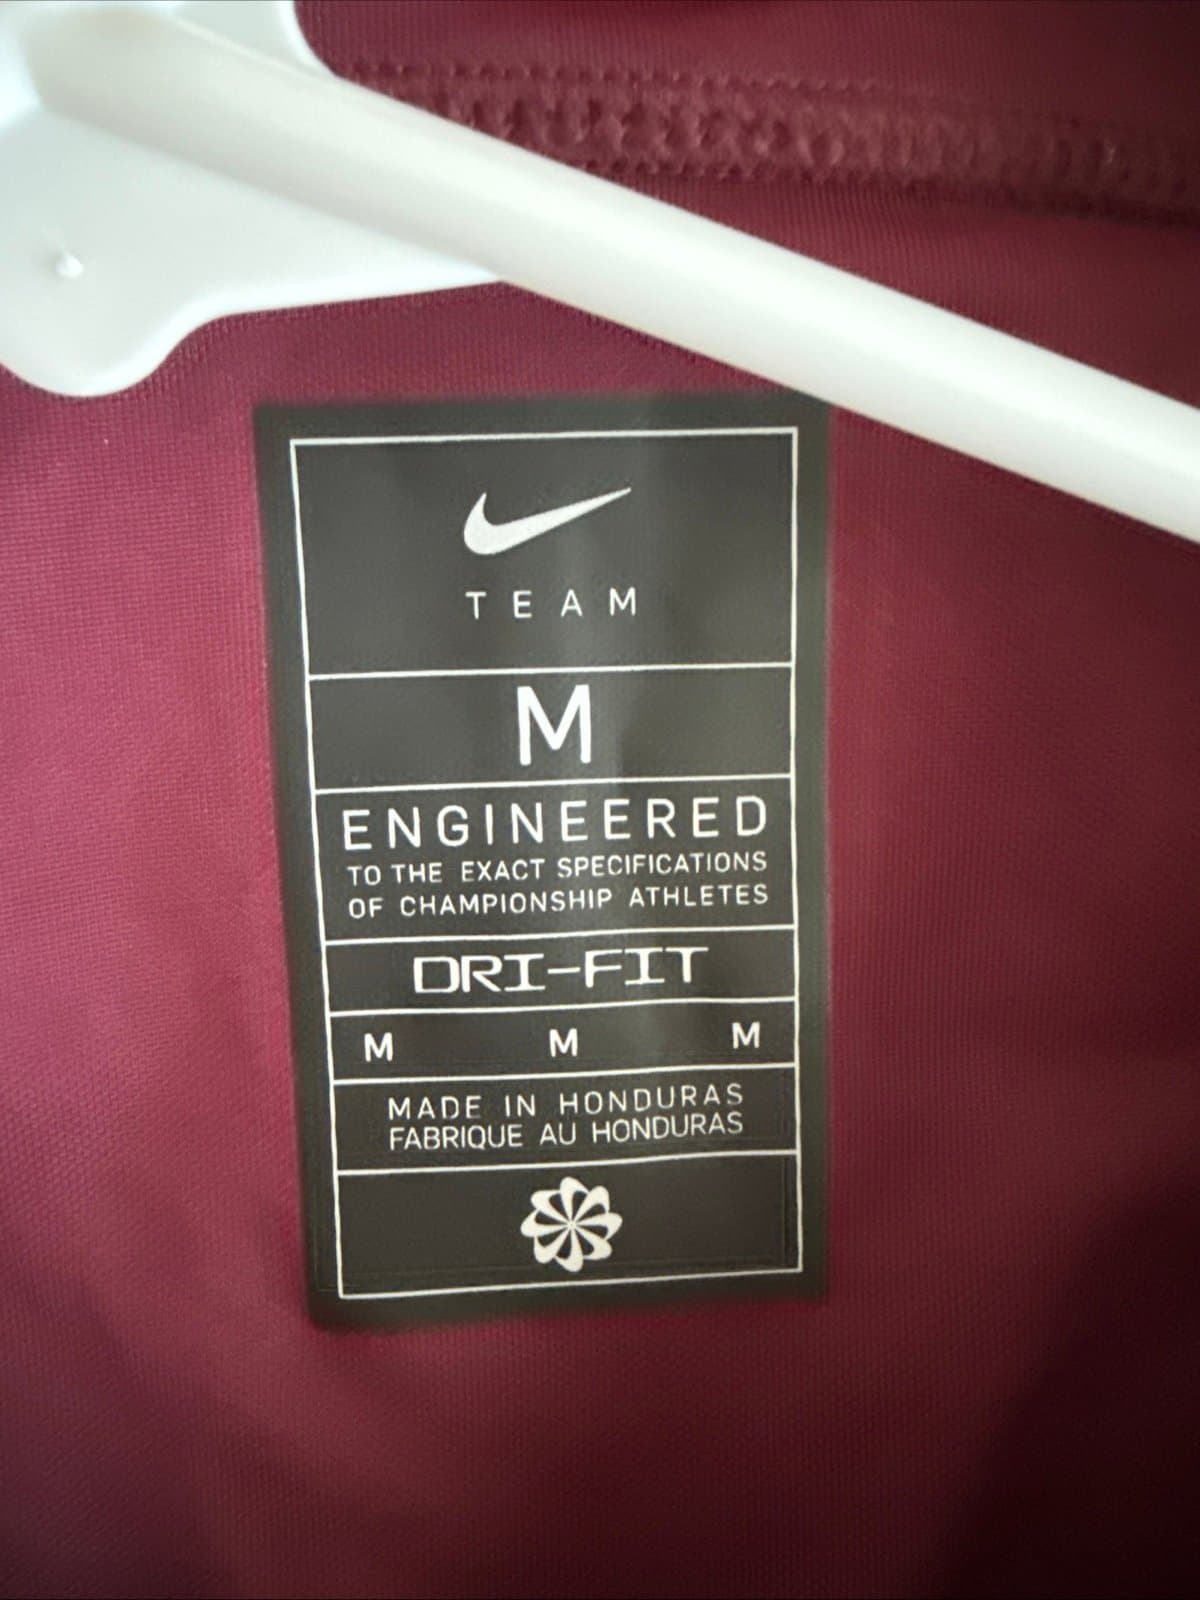 TEAM
M
ENGINEERED
TO THE EXACT SPECIFICATIONS
OF CHAMPIONSHIP ATHLETES
DRI-FIT
M M M
MADE IN HONDURAS
FABRIQUE AU HONDURAS